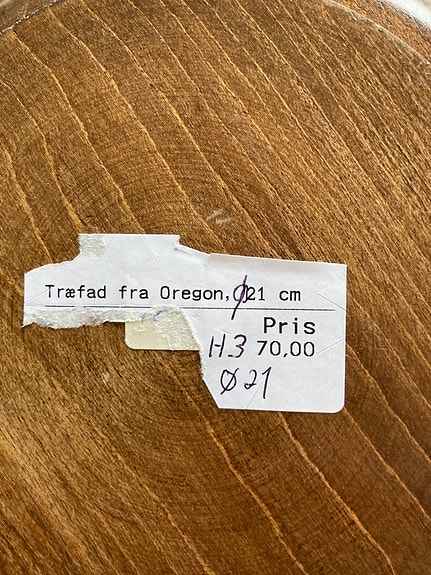 Træfad fra Oregon,Ø21 cm
Pris
H.3 70,00
Ø21